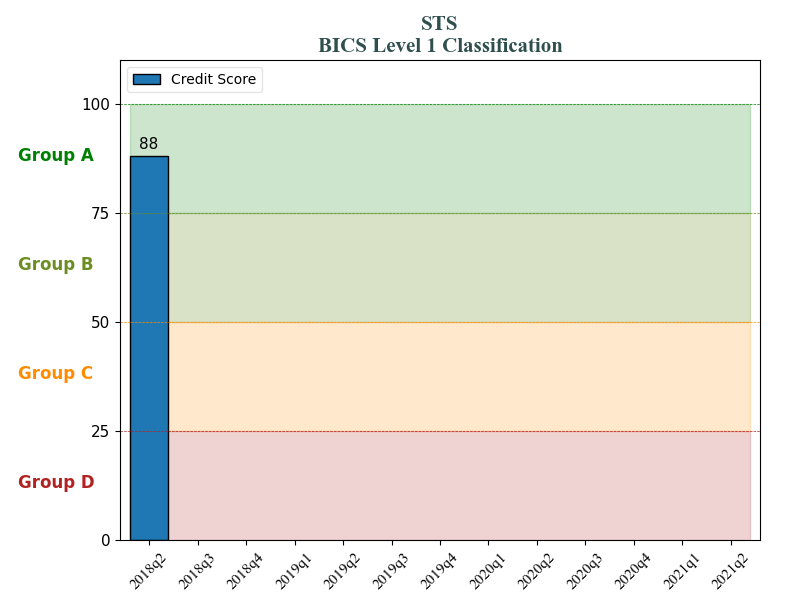 STS
BICS Level 1 Classification
Credit Score
100
88
Group A
75
Group B
50
Group C
25
Group D
0
2018q2 2018q3 2018q4 2019q1 2019q2 2019q3 2019q4 2020q1 2020q2 2020q3 2020q4 2021q1 2021q2